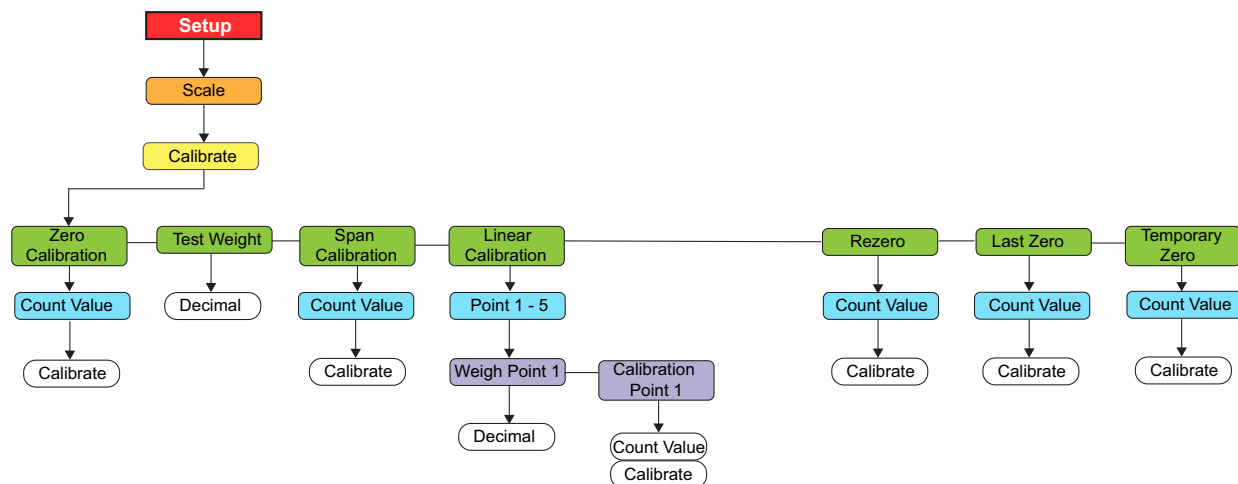 Setup
Scale
Calibrate
Zero
Calibration
Test Weight
Span
Calibration
Linear
Calibration
Rezero
Last Zero
Temporary
Zero
Count Value
Decimal
Count Value
Point 1 - 5
Count Value
Count Value
Count Value
Calibrate
Calibrate
Weigh Point 1
Calibration
Point 1
Calibrate
Calibrate
Calibrate
Decimal
Count Value
Calibrate